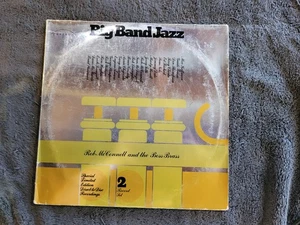 Big Band Jazz
Rob McConnell and the Boss Brass
Special
Limited
Edition
Direct to Disc
Recordings
2
Record
Set